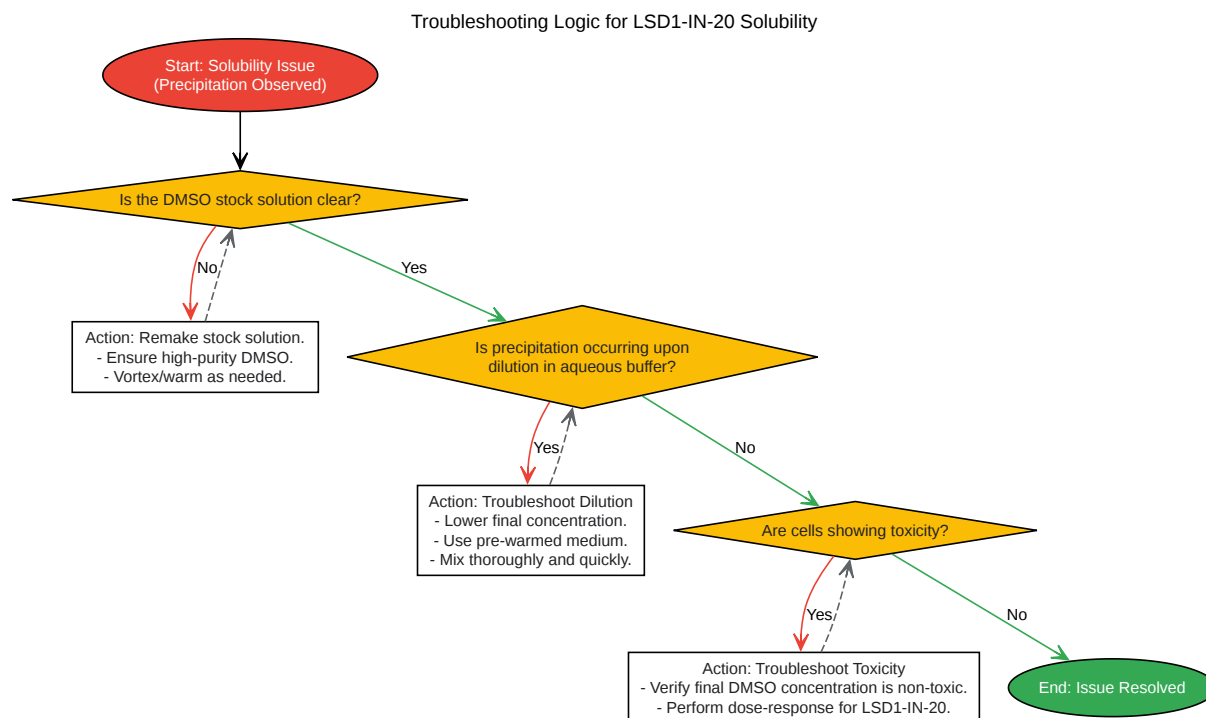 Troubleshooting Logic for LSD1-IN-20 Solubility
Start: Solubility Issue
(Precipitation Observed)
Is the DMSO stock solution clear?
No
Yes
Action: Remake stock solution.
- Ensure high-purity DMSO.
- Vortex/warm as needed.
Is precipitation occurring upon
dilution in aqueous buffer?
Yes
No
Action: Troubleshoot Dilution
- Lower final concentration.
- Use pre-warmed medium.
- Mix thoroughly and quickly.
Are cells showing toxicity?
Yes
No
Action: Troubleshoot Toxicity
- Verify final DMSO concentration is non-toxic.
- Perform dose-response for LSD1-IN-20.
End: Issue Resolved